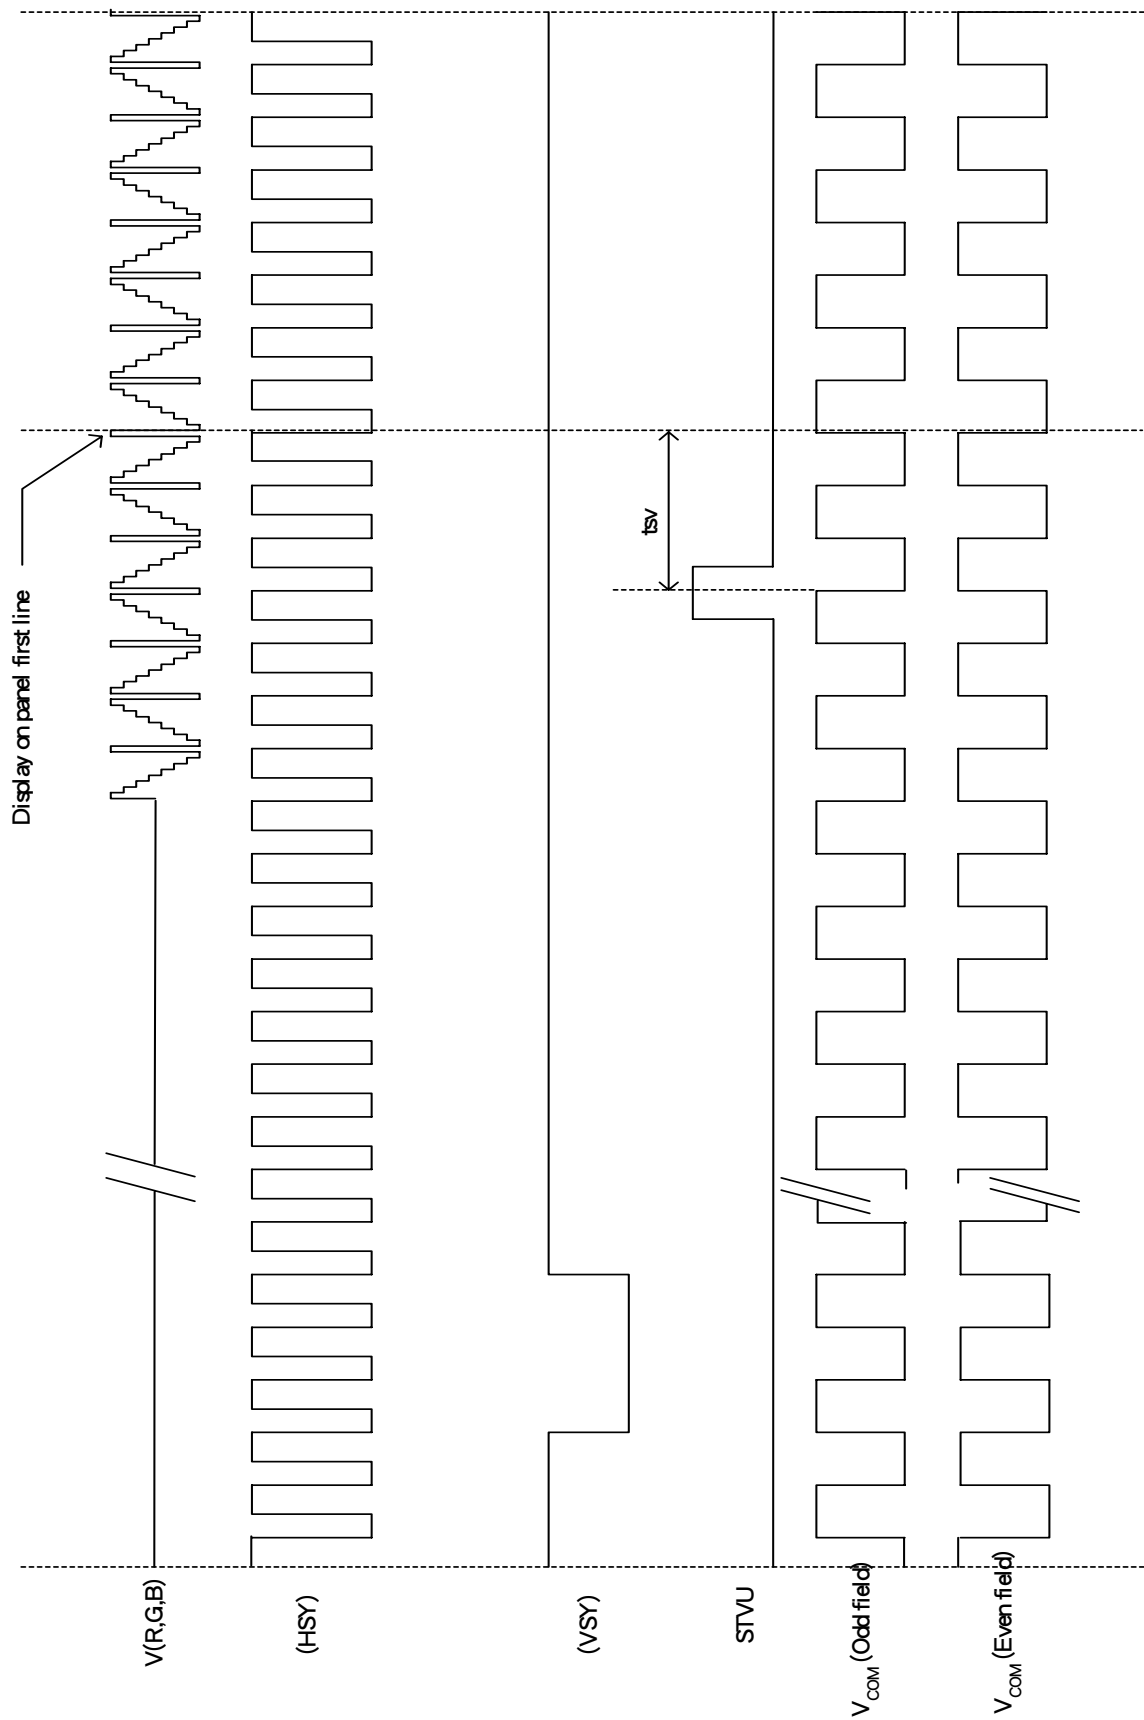 Display on panel first line
V(R,G,B)
(HSY)
(VSY)
tsv
STVU
VCOM (Odd field)
VCOM (Even field)